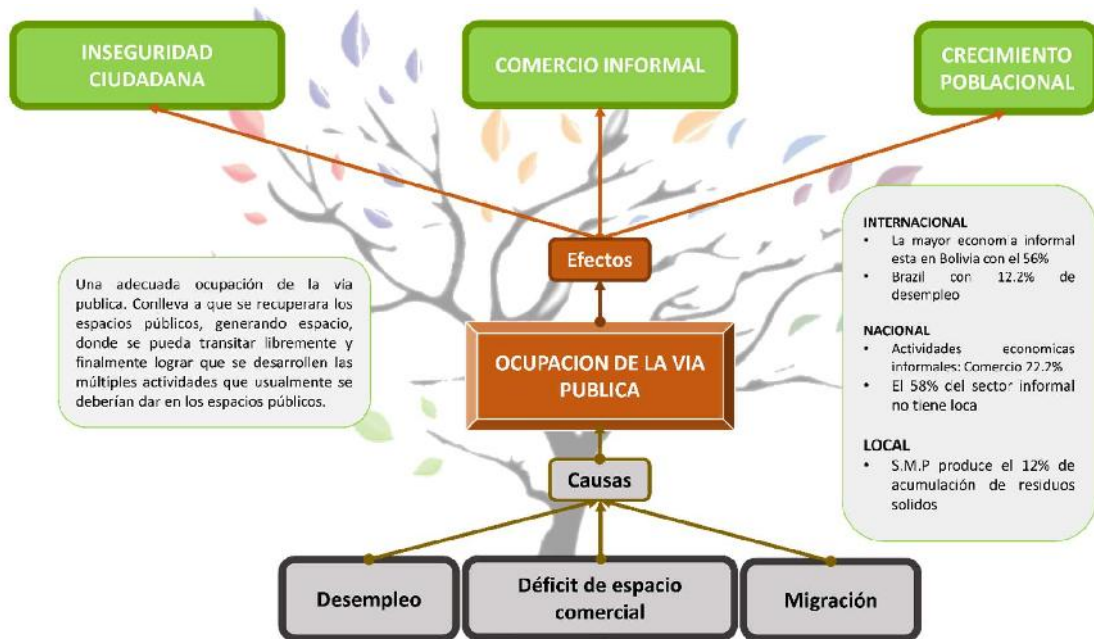 INSEGURIDAD
CIUDADANA
COMERCIO INFORMAL
CRECIMIENTO
POBLACIONAL
Efectos
Una adecuada ocupación de la vía
publica. Conlleva a que se recuperara los
espacios públicos, generando espacio,
donde se pueda transitar libremente y
finalmente lograr que se desarrollen las
múltiples actividades que usualmente se
deberían dar en los espacios públicos.
OCUPACION DE LA VIA
PUBLICA
INTERNACIONAL
• La mayor economia informal
esta en Bolivia con el 56%
• Brazil con 12.2% de
desempleo
NACIONAL
• Actividades economicas
informales: Comercio 22.2%
• El 58% del sector informal
no tiene loca
LOCAL
• S.M.P produce el 12% de
acumulación de residuos
solidos
Causas
Desempleo
Déficit de espacio
comercial
Migración